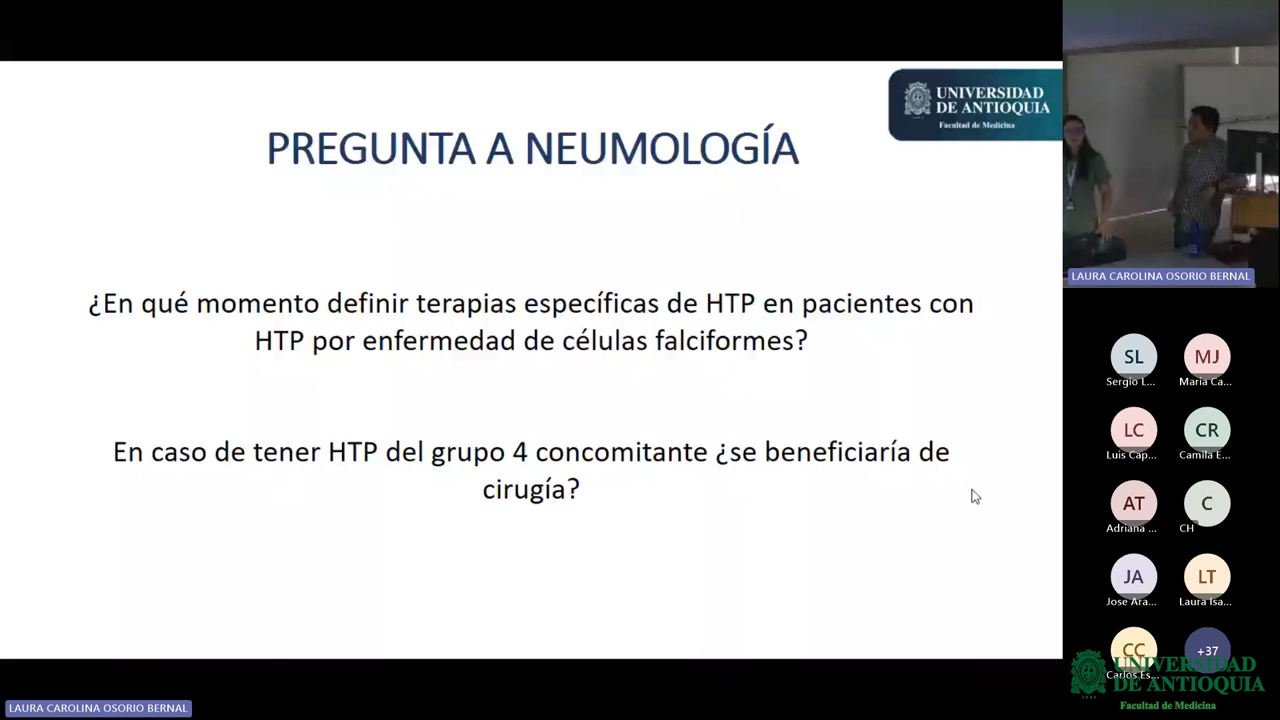 UNIVERSIDAD
DE ANTIOQUIA
Facultad de Medicina
PREGUNTA A NEUMOLOGÍA
¿En qué momento definir terapias específicas de HTP en pacientes con
HTP por enfermedad de células falciformes?
En caso de tener HTP del grupo 4 concomitante ¿se beneficiaría de
cirugía?
LAURA CAROLINA OSORIO BERNAL
SL
MJ
Sergio L...
Maria Ca...
LC
CR
Luis Cap...
Camila E...
AT
C
Adriana ...
CH
JA
LT
Jose Ara...
Laura Isa...
CC
+37
Carlos Es...
UNIVERSIDAD
DE ANTIOQUIA
Facultad de Medicina
LAURA CAROLINA OSORIO BERNAL